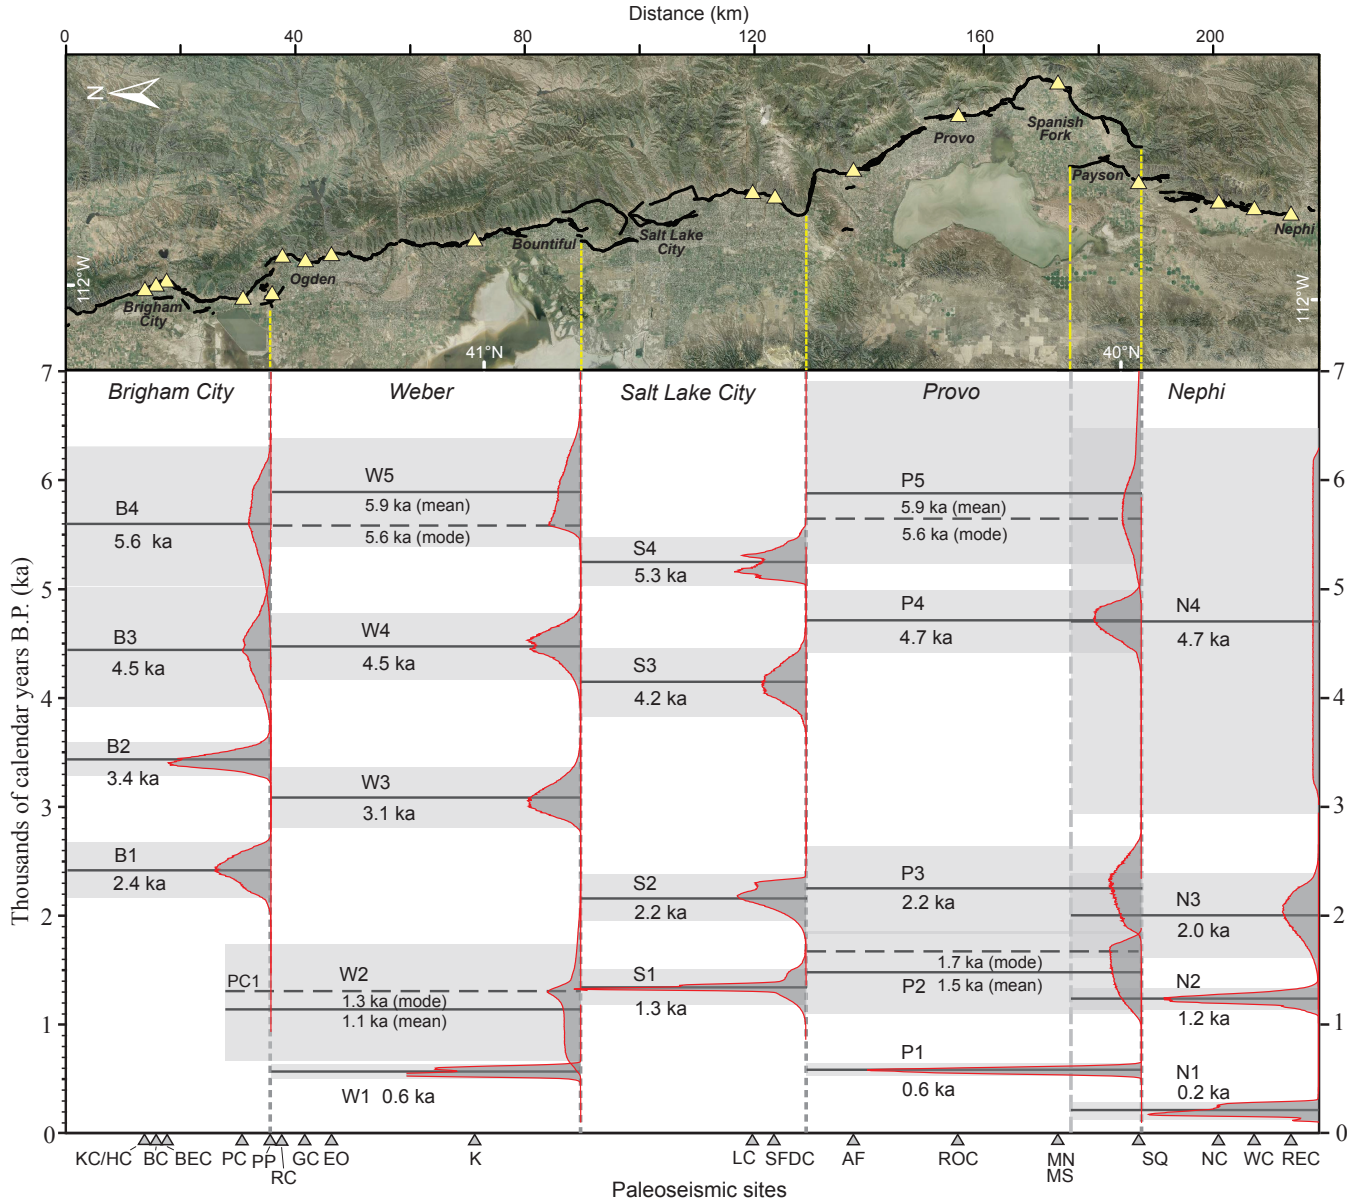 Distance (km)
0 40 80 120 160 200
N
Provo
Spanish
Fork
Payson
Nephi
Bountiful
Salt Lake
City
Ogden
Brigham
City
112°W
112°W
41°N
40°N
Brigham City Weber Salt Lake City Provo Nephi
Thousands of calendar years B.P. (ka)
7
6
5
4
3
2
1
0
7
6
5
4
3
2
1
0
B4
5.6 ka
B3
4.5 ka
B2
3.4 ka
B1
2.4 ka
PC1
W5
5.9 ka (mean)
5.6 ka (mode)
W4
4.5 ka
W3
3.1 ka
W2
1.3 ka (mode)
1.1 ka (mean)
W1 0.6 ka
S4
5.3 ka
S3
4.2 ka
S2
2.2 ka
S1
1.3 ka
P5
5.9 ka (mean)
5.6 ka (mode)
P4
4.7 ka
P3
2.2 ka
1.7 ka (mode)
P2 1.5 ka (mean)
P1
0.6 ka
N4
4.7 ka
N3
2.0 ka
N2
1.2 ka
N1
0.2 ka
KC/HC BC BEC PC PP GC EO K LC SFDC AF ROC MN SQ NC WC REC
RC MS
Paleoseismic sites